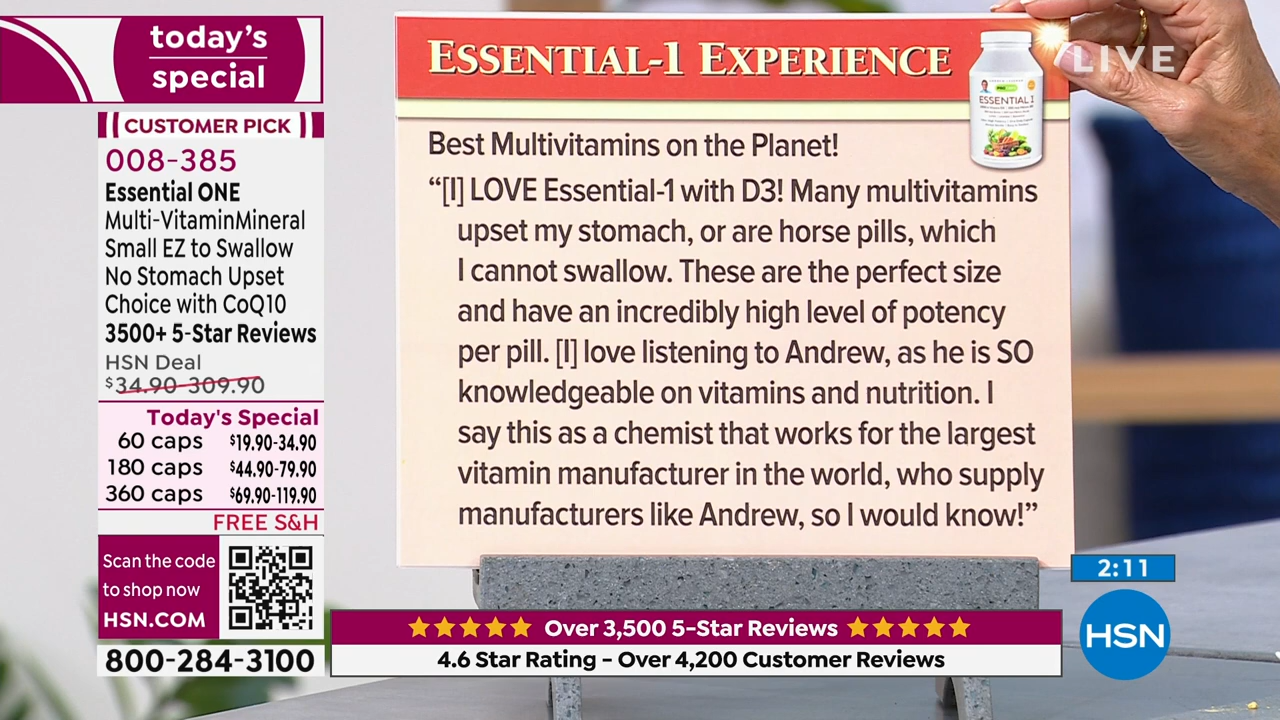 today's
special
CUSTOMER PICK
008-385
Essential ONE
Multi-VitaminMineral
Small EZ to Swallow
No Stomach Upset
Choice with CoQ10
3500+ 5-Star Reviews
HSN Deal
$34.90-309.90
Today's Special
60 caps $19.90-34.90
180 caps $44.90-79.90
360 caps $69.90-119.90
FREE S&H
Scan the code
to shop now
HSN.COM
800-284-3100
ESSENTIAL-1 EXPERIENCE
LIVE
ESSENTIAL 1
Best Multivitamins on the Planet!
“[I] LOVE Essential-1 with D3! Many multivitamins
upset my stomach, or are horse pills, which
I cannot swallow. These are the perfect size
and have an incredibly high level of potency
per pill. [I] love listening to Andrew, as he is SO
knowledgeable on vitamins and nutrition. I
say this as a chemist that works for the largest
vitamin manufacturer in the world, who supply
manufacturers like Andrew, so I would know!”
2:11
HSN
Over 3,500 5-Star Reviews
4.6 Star Rating – Over 4,200 Customer Reviews